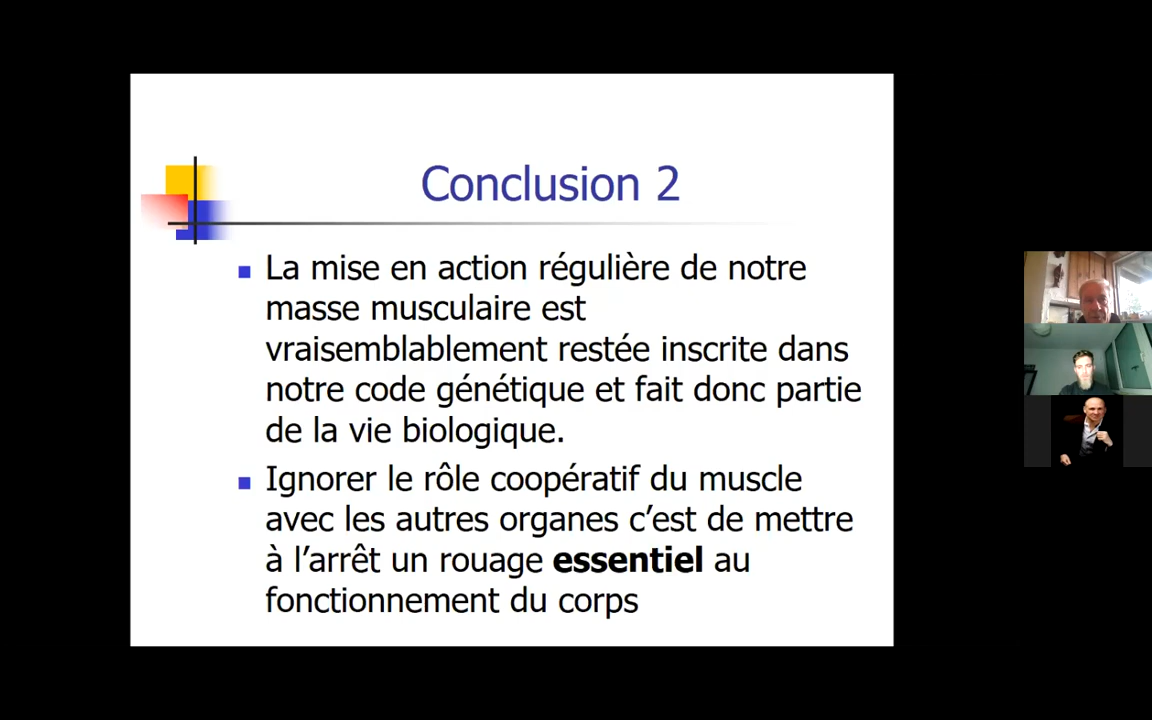 Conclusion 2
La mise en action régulière de notre
masse musculaire est
vraisemblablement restée inscrite dans
notre code génétique et fait donc partie
de la vie biologique.
Ignorer le rôle coopératif du muscle
avec les autres organes c’est de mettre
à l’arrêt un rouage essentiel au
fonctionnement du corps